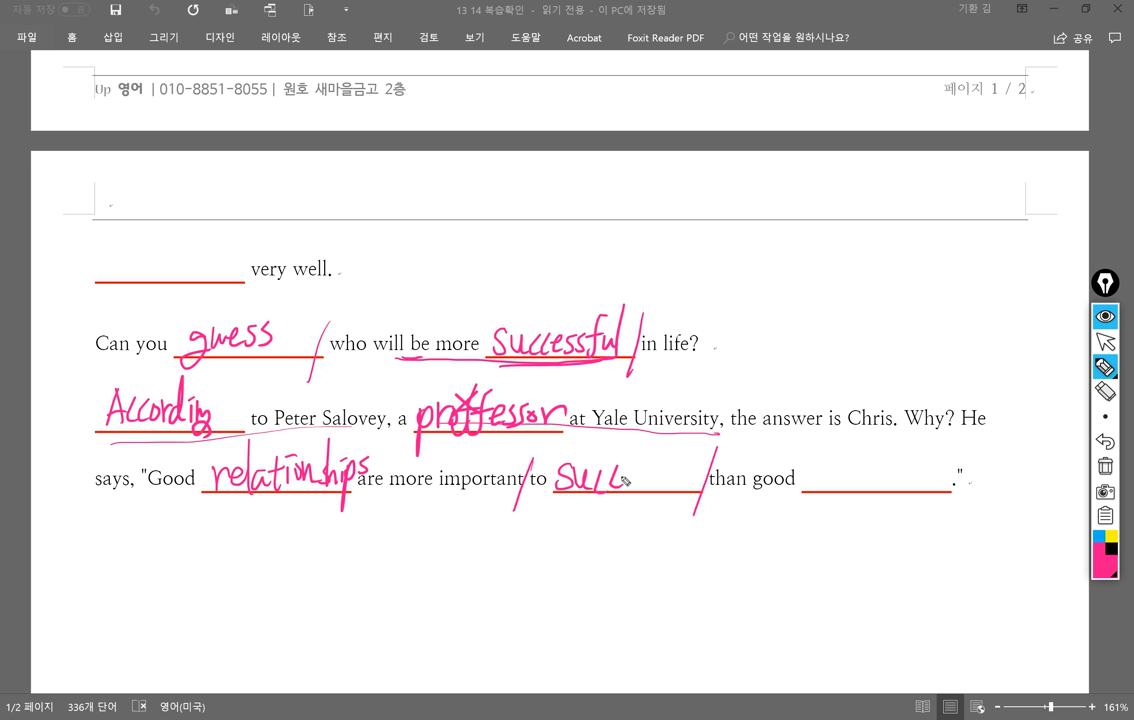 자동 저장 끔 13 14 복습확인 - 읽기 전용 - 이 PC에 저장됨 기환 김
파일 홈 삽입 그리기 디자인 레이아웃 참조 편지 검토 보기 도움말 Acrobat Foxit Reader PDF 어떤 작업을 원하시나요? 공유
Up 영어 | 010-8851-8055 | 원호 새마을금고 2층 페이지 1 / 2
very well.
Can you guess / who will be more successful / in life?
According to Peter Salovey, a professor at Yale University, the answer is Chris. Why? He
says, "Good relationships are more important / to succ / than good ."
1/2 페이지 336개 단어 영어(미국) 161%